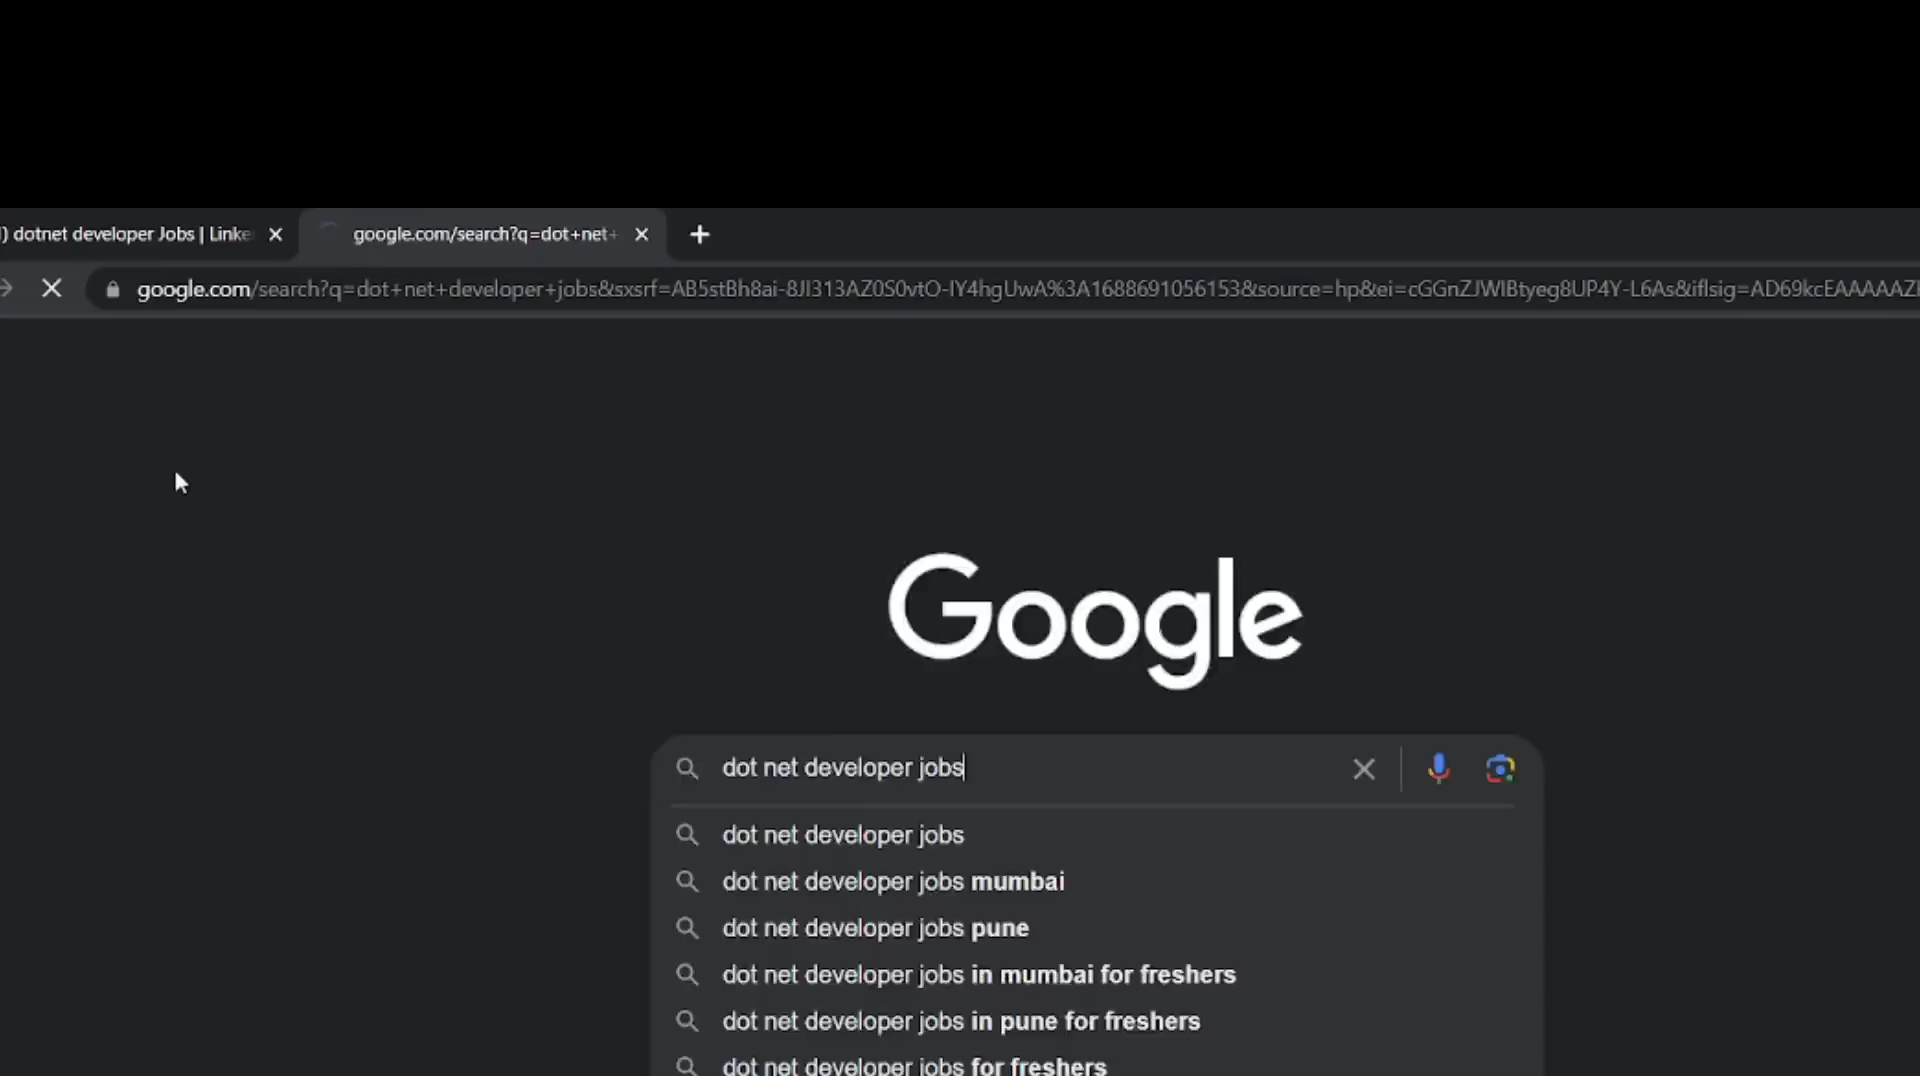 ) dotnet developer Jobs | Linke
google.com/search?q=dot+net+
google.com/search?q=dot+net+developer+jobs&sxsrf=AB5stBh8ai-8JI313AZ0S0vtO-IY4hgUwA%3A1688691056153&source=hp&ei=cGGnZJWIBtyeg8UP4Y-L6As&iflsig=AD69kcEAAAAAZ
Google
dot net developer jobs
dot net developer jobs
dot net developer jobs mumbai
dot net developer jobs pune
dot net developer jobs in mumbai for freshers
dot net developer jobs in pune for freshers
dot net developer jobs for freshers